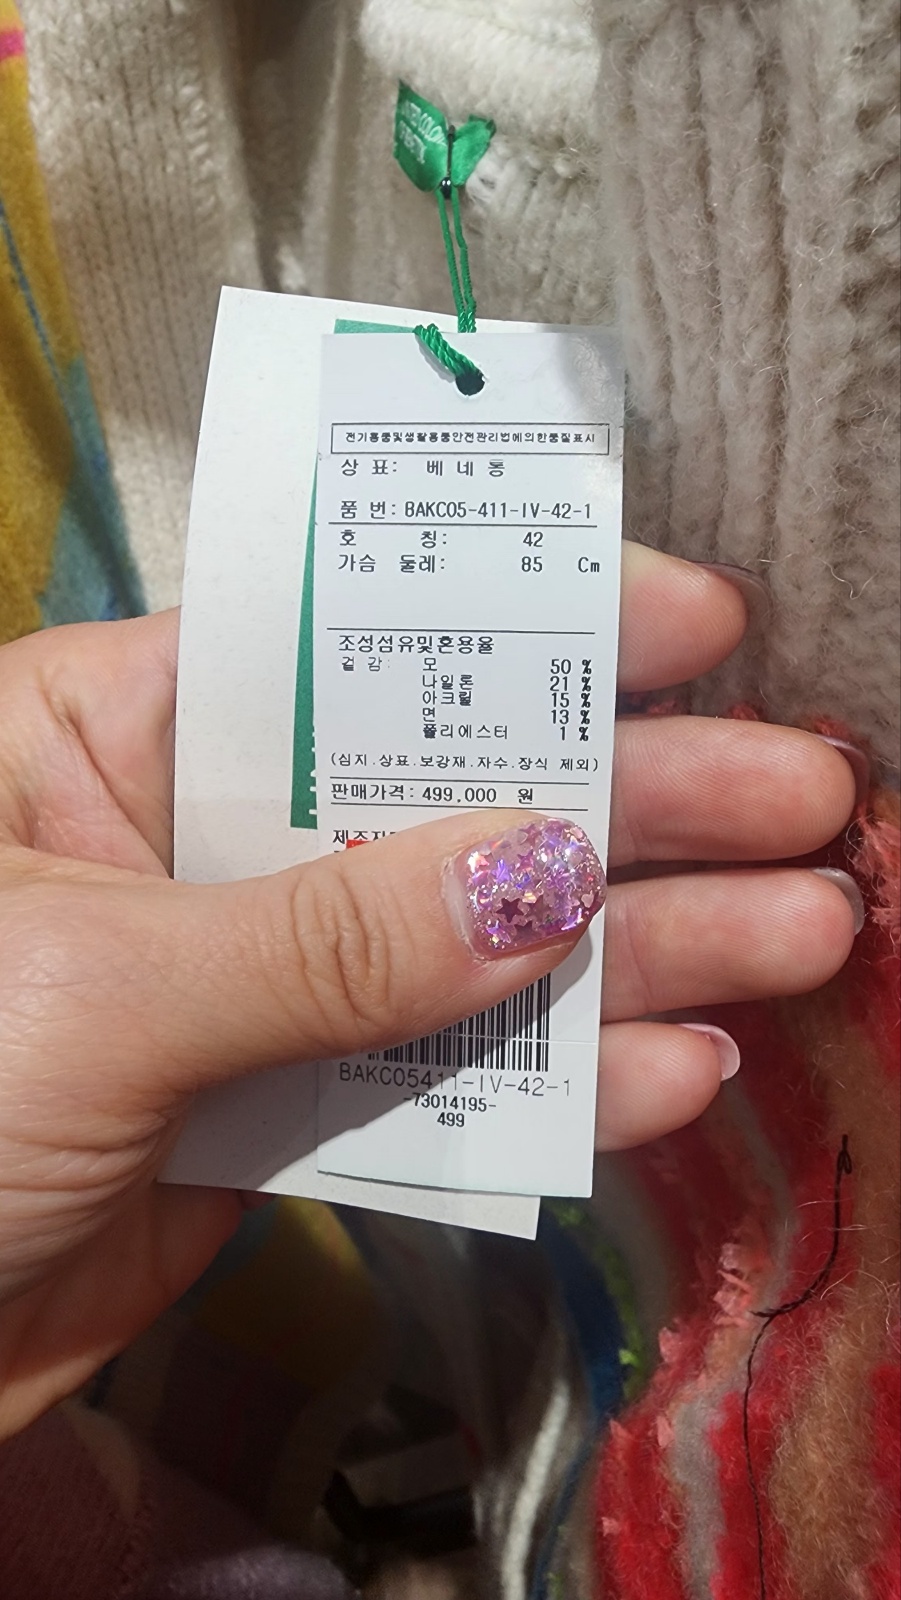 전기용품및생활용품안전관리법에의한품질표시
상 표: 베 네 통
품 번: BAKC05-411-IV-42-1
호 칭: 42
가슴 둘레: 85 Cm
조성섬유및혼용율
겉 감: 모 50 %
나일론 21 %
아크릴 15 %
면 13 %
폴리에스터 1 %
(심지.상표.보강재.자수.장식 제외)
판매가격: 499,000 원
BAKC05411-IV-42-1
-73014195-
499